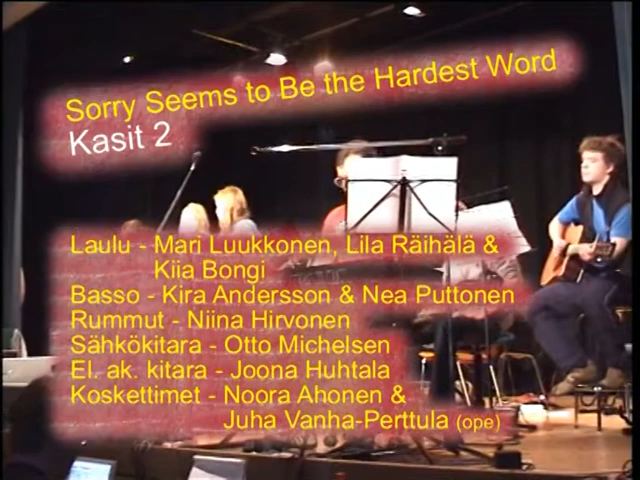 Sorry Seems to Be the Hardest Word
Kasit 2
Laulu - Mari Luukkonen, Lila Räihälä &
Kiia Bongi
Basso - Kira Andersson & Nea Puttonen
Rummut - Niina Hirvonen
Sähkökitara - Otto Michelsen
El. ak. kitara - Joona Huhtala
Koskettimet - Noora Ahonen &
Juha Vanha-Perttula (ope)